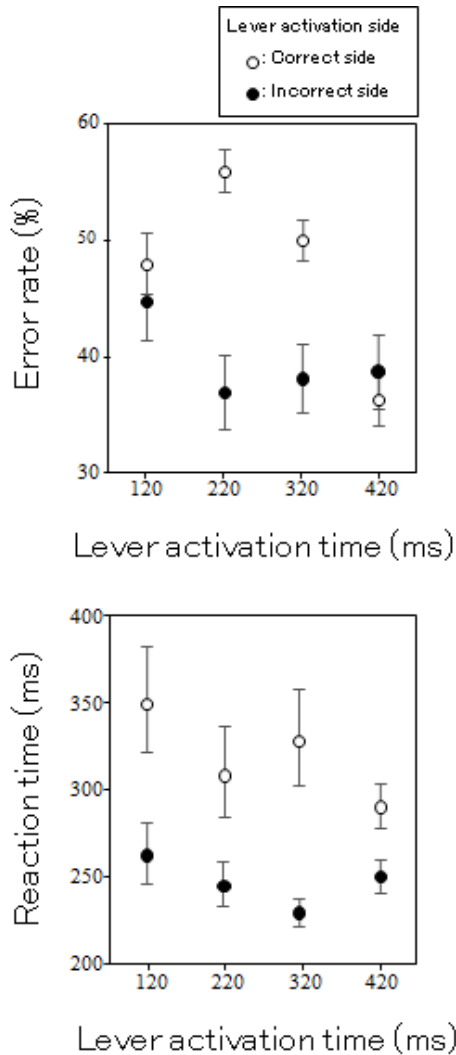 Lever activation side
○: Correct side
●: Incorrect side
60
50
40
30
Error rate (%)
120 220 320 420
Lever activation time (ms)
400
350
300
250
200
Reaction time (ms)
120 220 320 420
Lever activation time (ms)